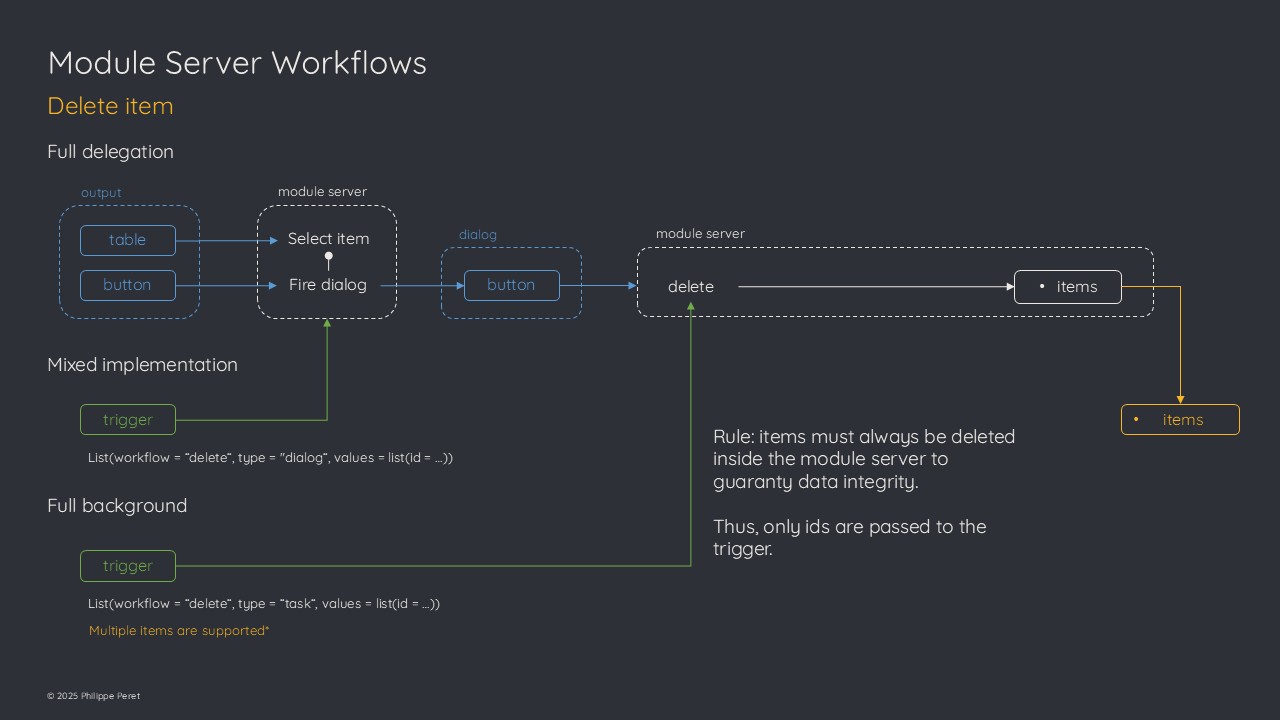 Module Server Workflows
Delete item
Full delegation
output
module server
table
Select item
dialog
module server
button
Fire dialog
button
delete
• items
Mixed implementation
trigger
• items
List(workflow = “delete“, type = "dialog“, values = list(id = …))
Rule: items must always be deleted
inside the module server to
guaranty data integrity.
Thus, only ids are passed to the
trigger.
Full background
trigger
List(workflow = “delete“, type = “task“, values = list(id = …))
Multiple items are supported*
© 2025 Philippe Peret